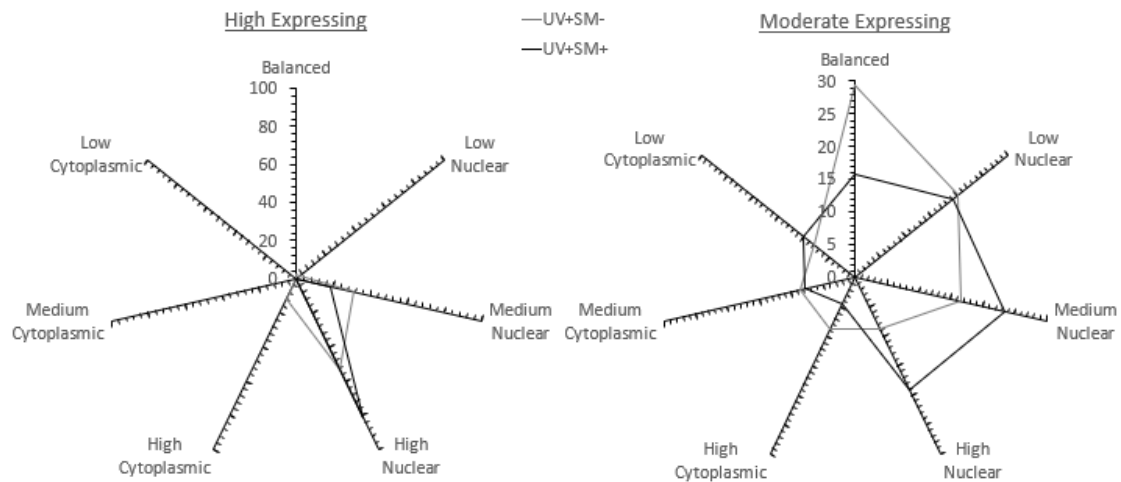 High Expressing
UV+SM-
UV+SM+
Moderate Expressing
Balanced
100
80
60
40
20
0
Low
Nuclear
Medium
Nuclear
High
Nuclear
High
Cytoplasmic
Medium
Cytoplasmic
Low
Cytoplasmic
Balanced
30
25
20
15
10
5
0
Low
Nuclear
Medium
Nuclear
High
Nuclear
High
Cytoplasmic
Medium
Cytoplasmic
Low
Cytoplasmic